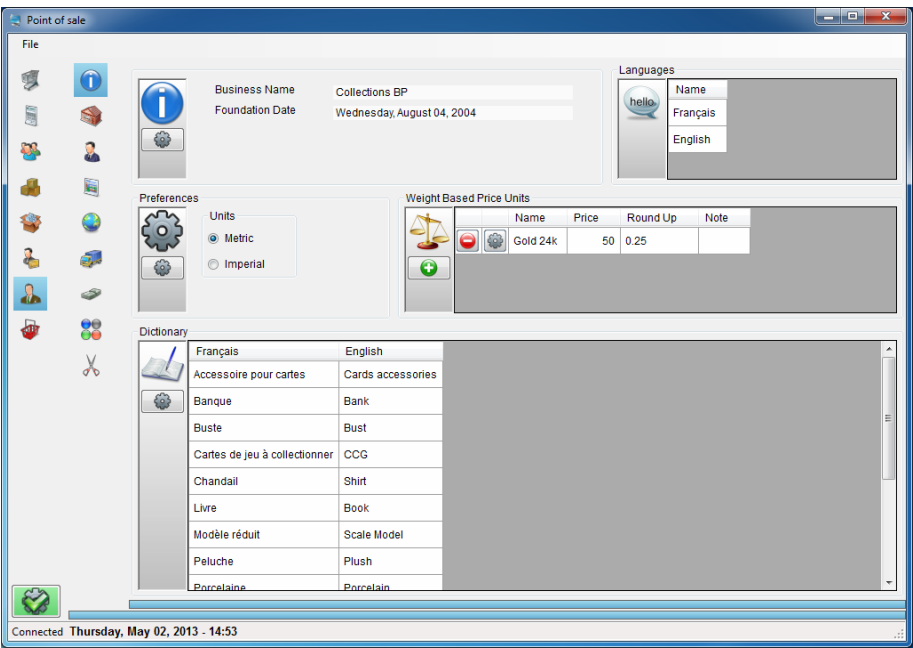 Point of sale
File
Business Name Collections BP
Foundation Date Wednesday, August 04, 2004
Languages
hello.
Name
Français
English
Preferences
Units
Metric
Imperial
Weight Based Price Units
Name Price Round Up Note
Gold 24k 50 0.25
Dictionary
Français English
Accessoire pour cartes Cards accessories
Banque Bank
Buste Bust
Cartes de jeu à collectionner CCG
Chandail Shirt
Livre Book
Modèle réduit Scale Model
Peluche Plush
Porcelaine Porcelain
Connected Thursday, May 02, 2013 - 14:53